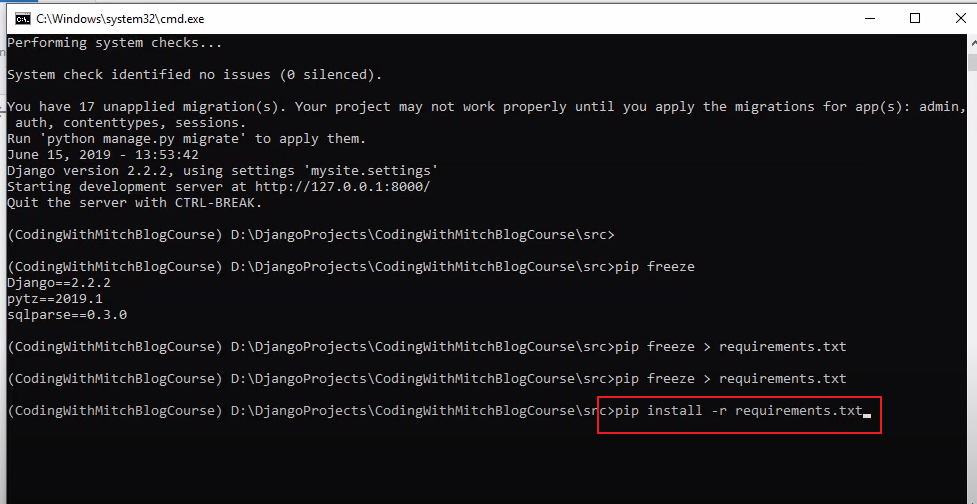 C:\Windows\system32\cmd.exe
Performing system checks...
System check identified no issues (0 silenced).
You have 17 unapplied migration(s). Your project may not work properly until you apply the migrations for app(s): admin,
 auth, contenttypes, sessions.
Run 'python manage.py migrate' to apply them.
June 15, 2019 - 13:53:42
Django version 2.2.2, using settings 'mysite.settings'
Starting development server at http://127.0.0.1:8000/
Quit the server with CTRL-BREAK.
(CodingWithMitchBlogCourse) D:\DjangoProjects\CodingWithMitchBlogCourse\src>
(CodingWithMitchBlogCourse) D:\DjangoProjects\CodingWithMitchBlogCourse\src>pip freeze
Django==2.2.2
pytz==2019.1
sqlparse==0.3.0
(CodingWithMitchBlogCourse) D:\DjangoProjects\CodingWithMitchBlogCourse\src>pip freeze > requirements.txt
(CodingWithMitchBlogCourse) D:\DjangoProjects\CodingWithMitchBlogCourse\src>pip freeze > requirements.txt
(CodingWithMitchBlogCourse) D:\DjangoProjects\CodingWithMitchBlogCourse\src>pip install -r requirements.txt